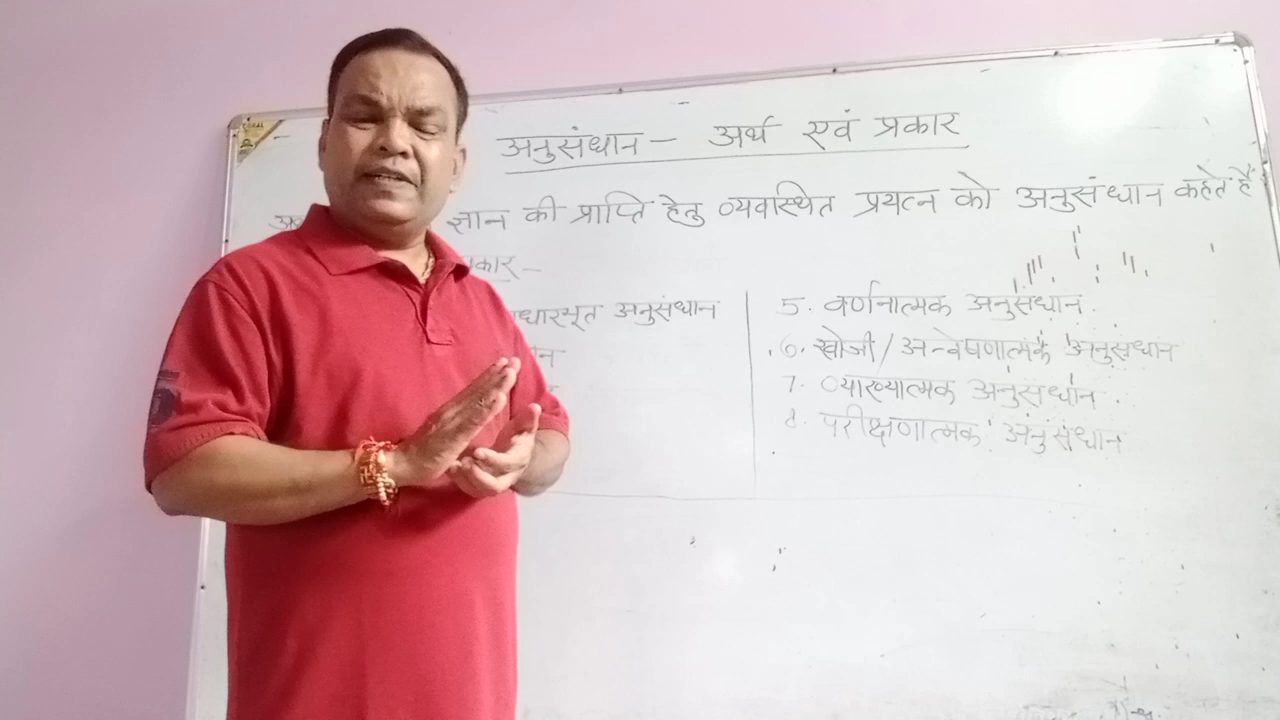 अनुसंधान – अर्थ एवं प्रकार
ज्ञान की प्राप्ति हेतु व्यवस्थित प्रयत्न को अनुसंधान कहते हैं
प्रकार –
धारभूत अनुसंधान
5. वर्णनात्मक अनुसंधान
6. खोजी/अन्वेषणात्मक अनुसंधान
7. व्याख्यात्मक अनुसंधान
8. परीक्षणात्मक अनुसंधान